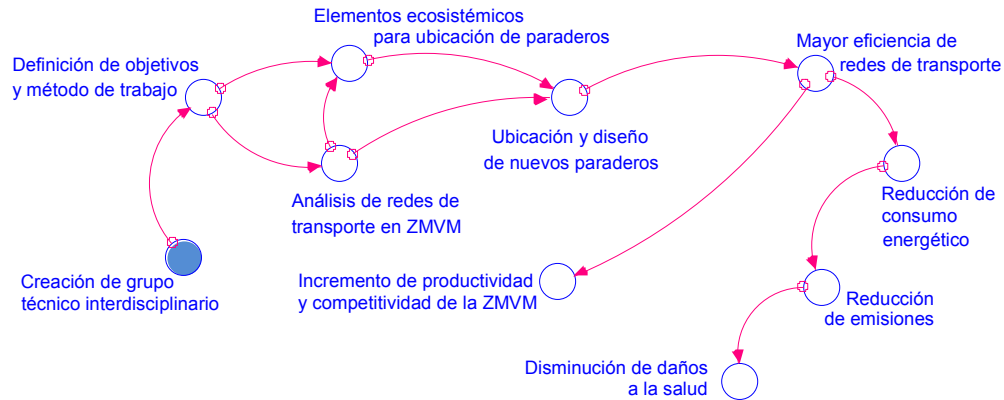 Elementos ecosistémicos
para ubicación de paraderos
Definición de objetivos
y método de trabajo
Mayor eficiencia de
redes de transporte
Ubicación y diseño
de nuevos paraderos
Análisis de redes de
transporte en ZMVM
Reducción de
consumo
energético
Creación de grupo
técnico interdisciplinario
Incremento de productividad
y competitividad de la ZMVM
Reducción
de emisiones
Disminución de daños
a la salud